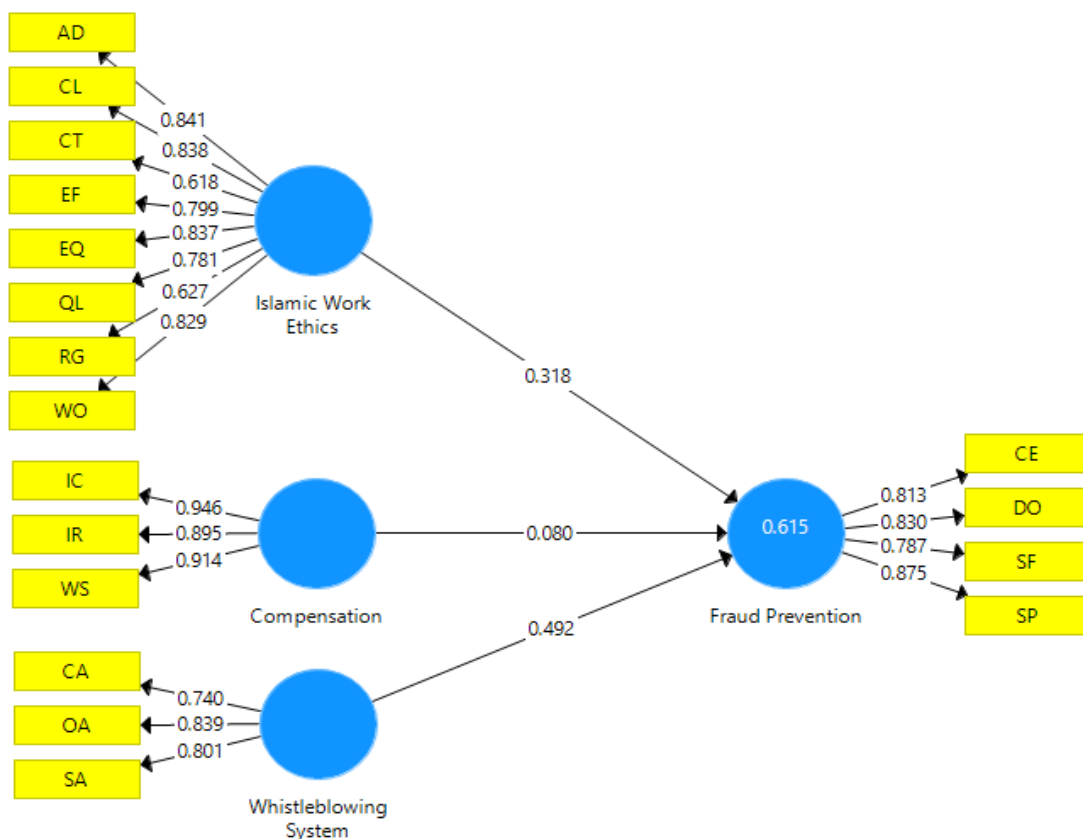 AD
CL
CT
EF
EQ
QL
RG
WO
0.841
0.838
0.618
0.799
0.837
0.781
0.627
0.829
Islamic Work
Ethics
0.318
IC
IR
WS
0.946
0.895
0.914
Compensation
0.080
CA
OA
SA
0.740
0.839
0.801
Whistleblowing
System
0.492
0.615
Fraud Prevention
0.813
0.830
0.787
0.875
CE
DO
SF
SP